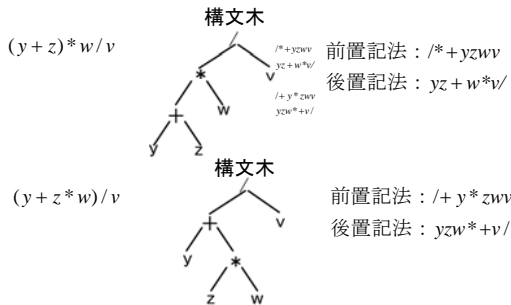 構文木
(y + z) * w / v
/
/* + yzwv
yz + w*v/
*
v
/+ y * zwv
yzw* +v /
+
w
y z
前置記法：/* + yzwv
後置記法：yz + w*v/
構文木
(y + z * w) / v
/
+
v
y
*
z w
前置記法：/+ y * zwv
後置記法：yzw* +v /